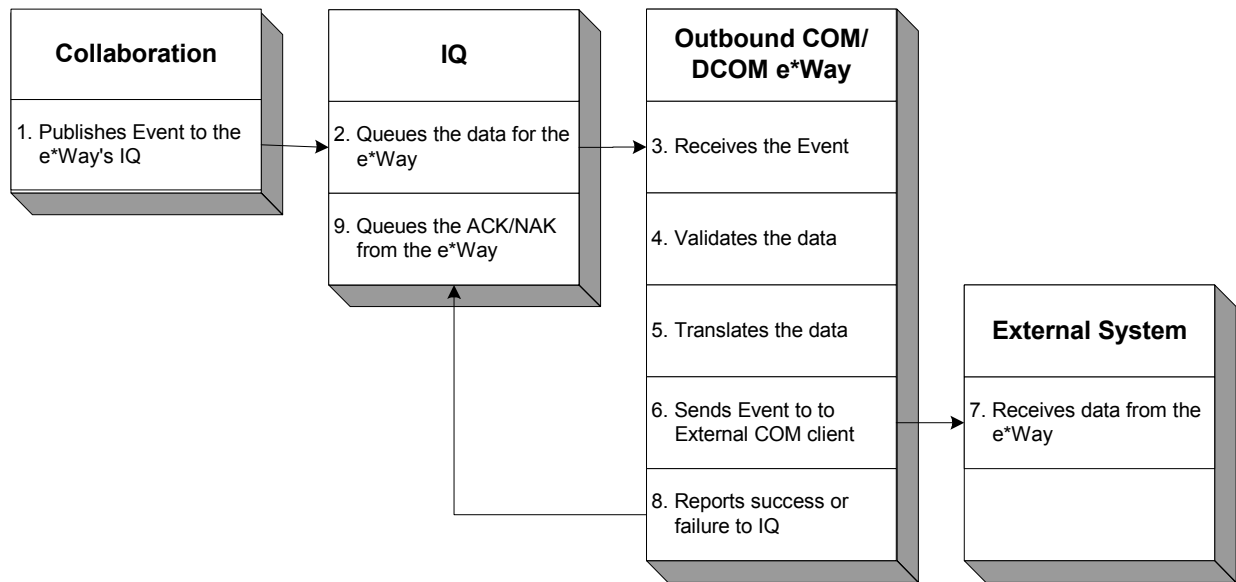 Collaboration
1. Publishes Event to the
e*Way's IQ
IQ
2. Queues the data for the
e*Way
9. Queues the ACK/NAK
from the e*Way
Outbound COM/
DCOM e*Way
3. Receives the Event
4. Validates the data
5. Translates the data
6. Sends Event to to
External COM client
8. Reports success or
failure to IQ
External System
7. Receives data from the
e*Way